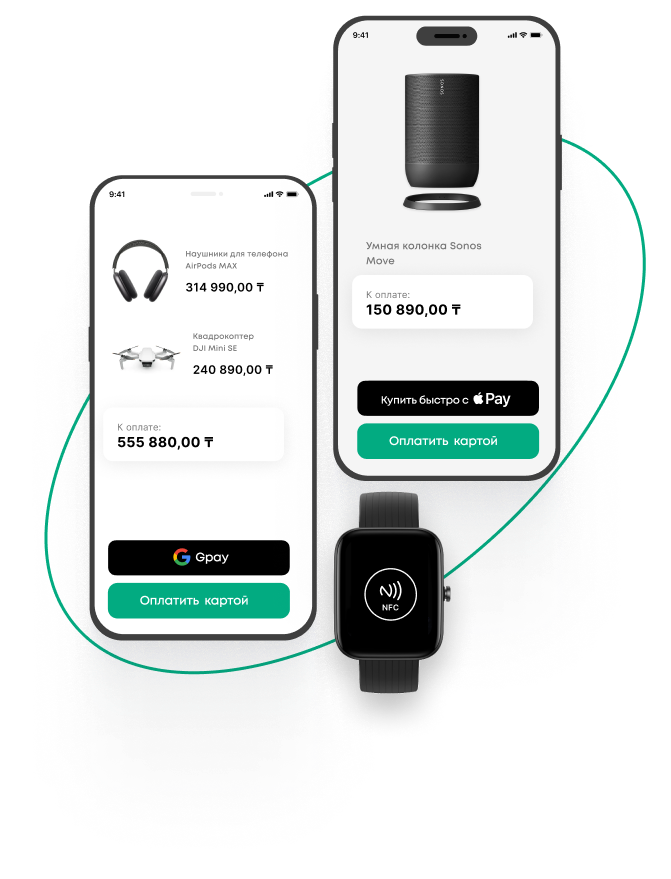 9:41
SONOS
Умная колонка Sonos
Move
К оплате:
150 890,00 ₸
Купить быстро с Pay
Оплатить картой
9:41
Наушники для телефона
AirPods MAX
314 990,00 ₸
Квадрокоптер
DJI Mini SE
240 890,00 ₸
К оплате:
555 880,00 ₸
Gpay
Оплатить картой
NFC